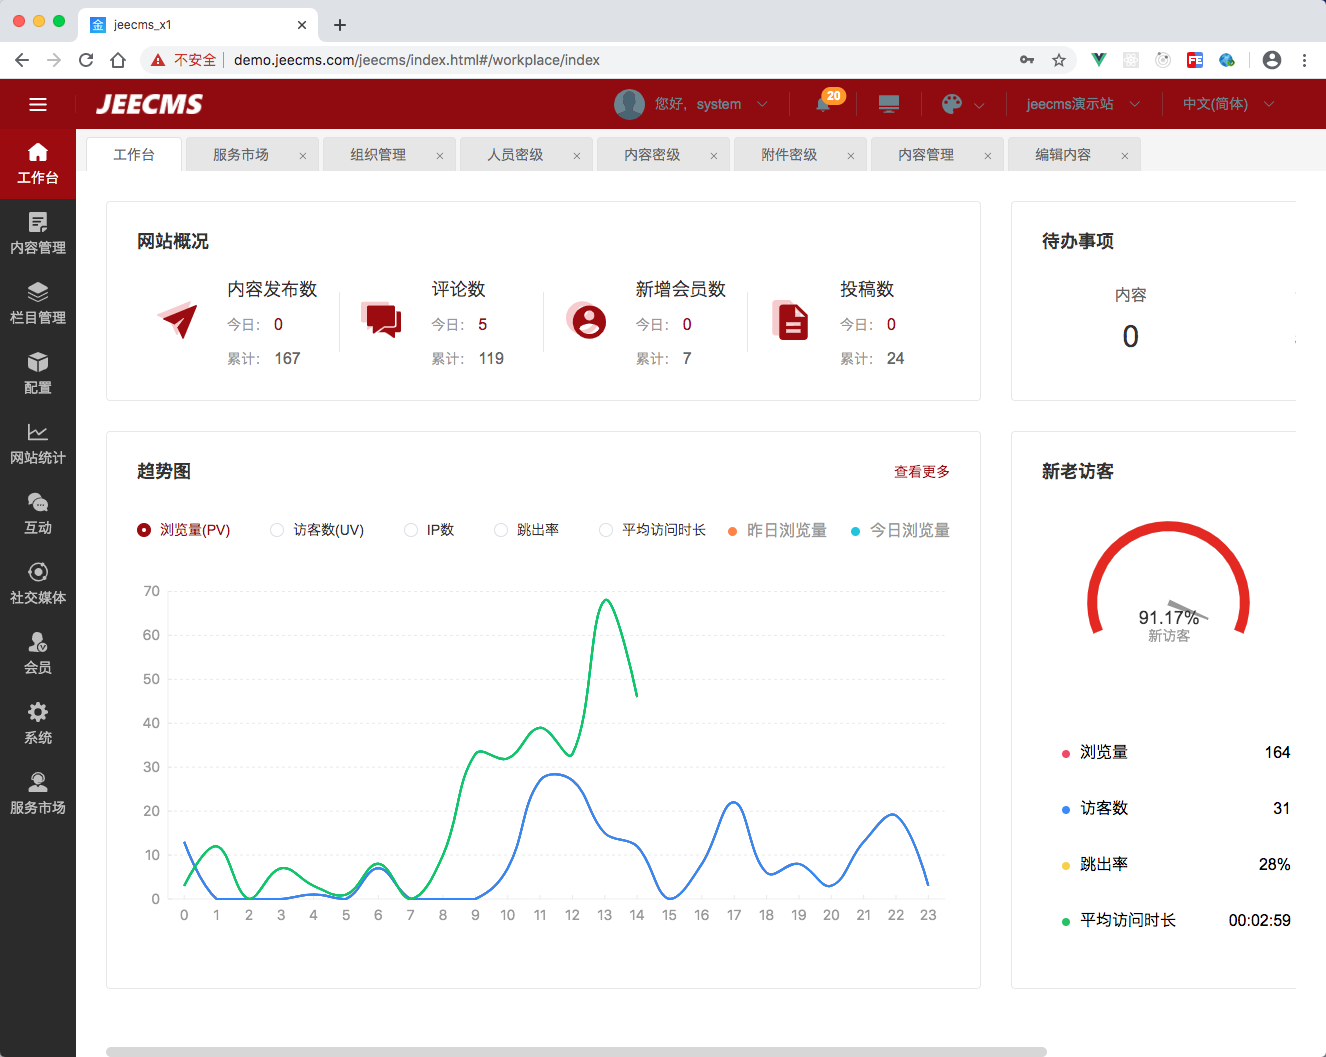 金 jeecms_x1
不安全 demo.jeecms.com/jeecms/index.html#/workplace/index
FE
JEECMS 您好，system 20 jeecms演示站 中文(简体)
工作台 服务市场 组织管理 人员密级 内容密级 附件密级 内容管理 编辑内容
工作台
内容管理
栏目管理
配置
网站统计
互动
社交媒体
会员
系统
服务市场
网站概况
内容发布数
今日： 0
累计： 167
评论数
今日： 5
累计： 119
新增会员数
今日： 0
累计： 7
投稿数
今日： 0
累计： 24
待办事项
内容
0
趋势图 查看更多
浏览量(PV) 访客数(UV) IP数 跳出率 平均访问时长 昨日浏览量 今日浏览量
70
60
50
40
30
20
10
0
0 1 2 3 4 5 6 7 8 9 10 11 12 13 14 15 16 17 18 19 20 21 22 23
新老访客
91.17%
新访客
浏览量 164
访客数 31
跳出率 28%
平均访问时长 00:02:59